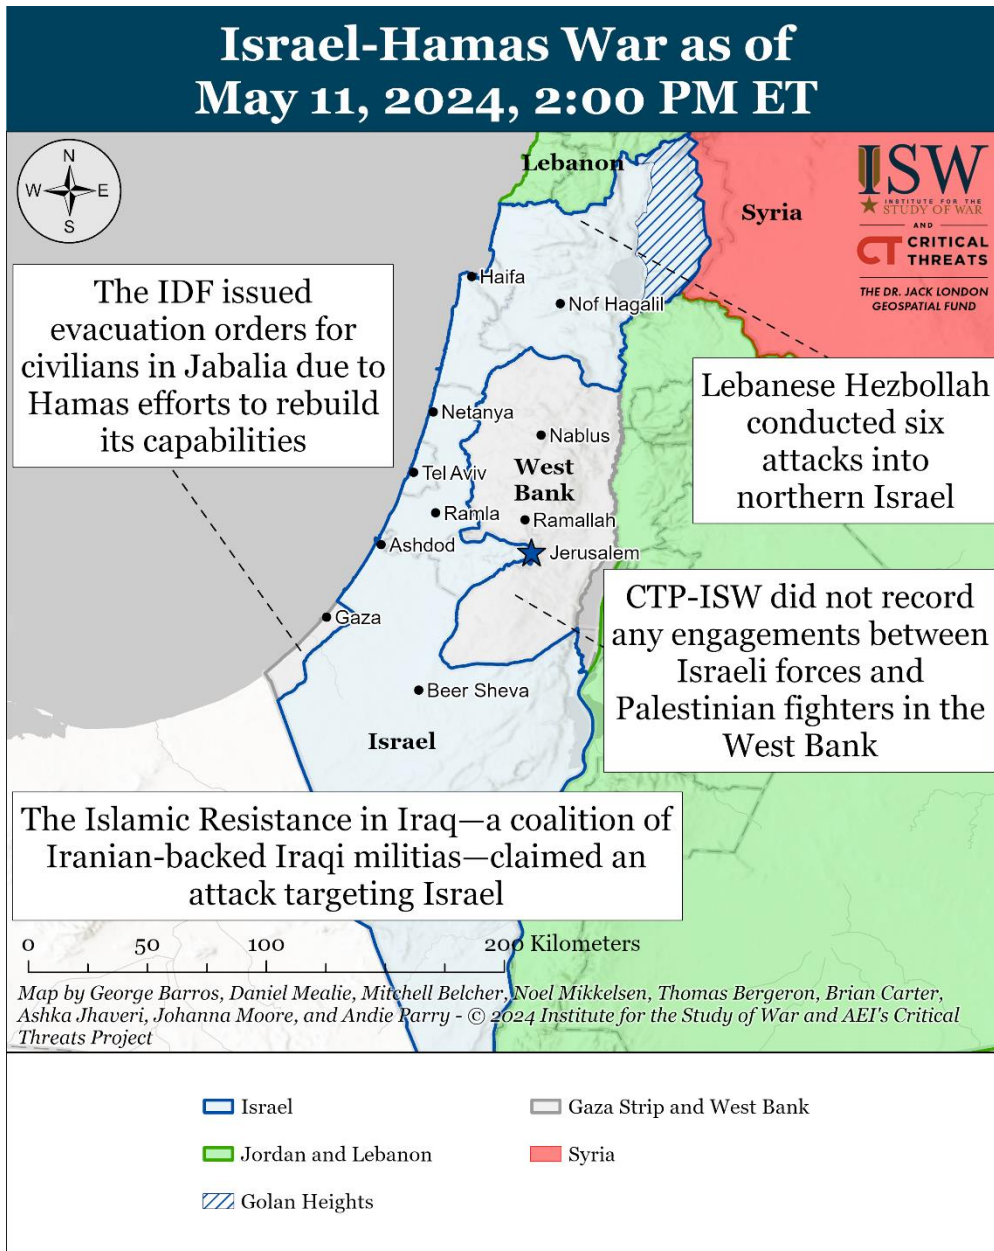 Israel-Hamas War as of
May 11, 2024, 2:00 PM ET
N
W
E
S
Lebanon
Syria
ISW
INSTITUTE FOR THE
STUDY OF WAR
AND
CT CRITICAL
THREATS
THE DR. JACK LONDON
GEOSPATIAL FUND
Haifa
Nof Hagalil
The IDF issued
evacuation orders for
civilians in Jabalia due to
Hamas efforts to rebuild
its capabilities
Lebanese Hezbollah
conducted six
attacks into
northern Israel
Netanya
Nablus
Tel Aviv
West
Bank
Ramla
Ramallah
Ashdod
Jerusalem
CTP-ISW did not record
any engagements between
Israeli forces and
Palestinian fighters in the
West Bank
Gaza
Beer Sheva
Israel
The Islamic Resistance in Iraq—a coalition of
Iranian-backed Iraqi militias—claimed an
attack targeting Israel
0 50 100 200 Kilometers
Map by George Barros, Daniel Mealie, Mitchell Belcher, Noel Mikkelsen, Thomas Bergeron, Brian Carter,
Ashka Jhaveri, Johanna Moore, and Andie Parry - © 2024 Institute for the Study of War and AEI's Critical
Threats Project
Israel
Gaza Strip and West Bank
Jordan and Lebanon
Syria
Golan Heights